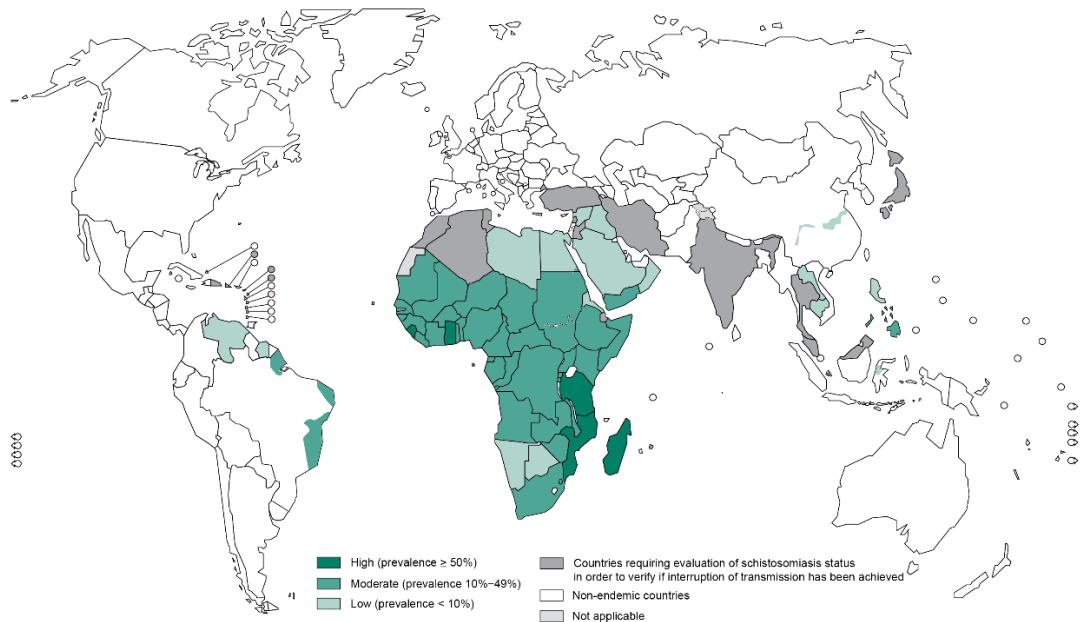 High (prevalence ≥ 50%)
Moderate (prevalence 10%–49%)
Low (prevalence < 10%)
Countries requiring evaluation of schistosomiasis status
in order to verify if interruption of transmission has been achieved
Non-endemic countries
Not applicable